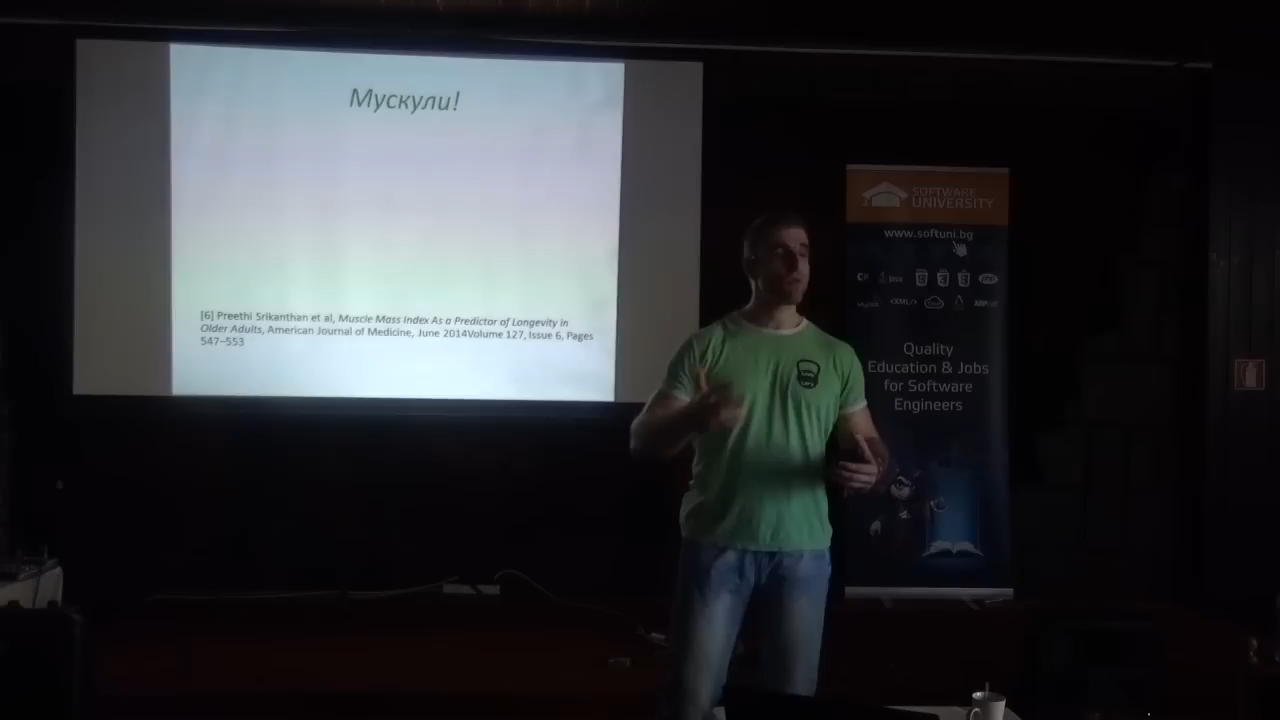 Мускули!
[6] Preethi Srikanthan et al, Muscle Mass Index As a Predictor of Longevity in
Older Adults, American Journal of Medicine, June 2014Volume 127, Issue 6, Pages
547–553
SOFTWARE
UNIVERSITY
www.softuni.bg
Java
<XML/>
Quality
Education & Jobs
for Software
Engineers